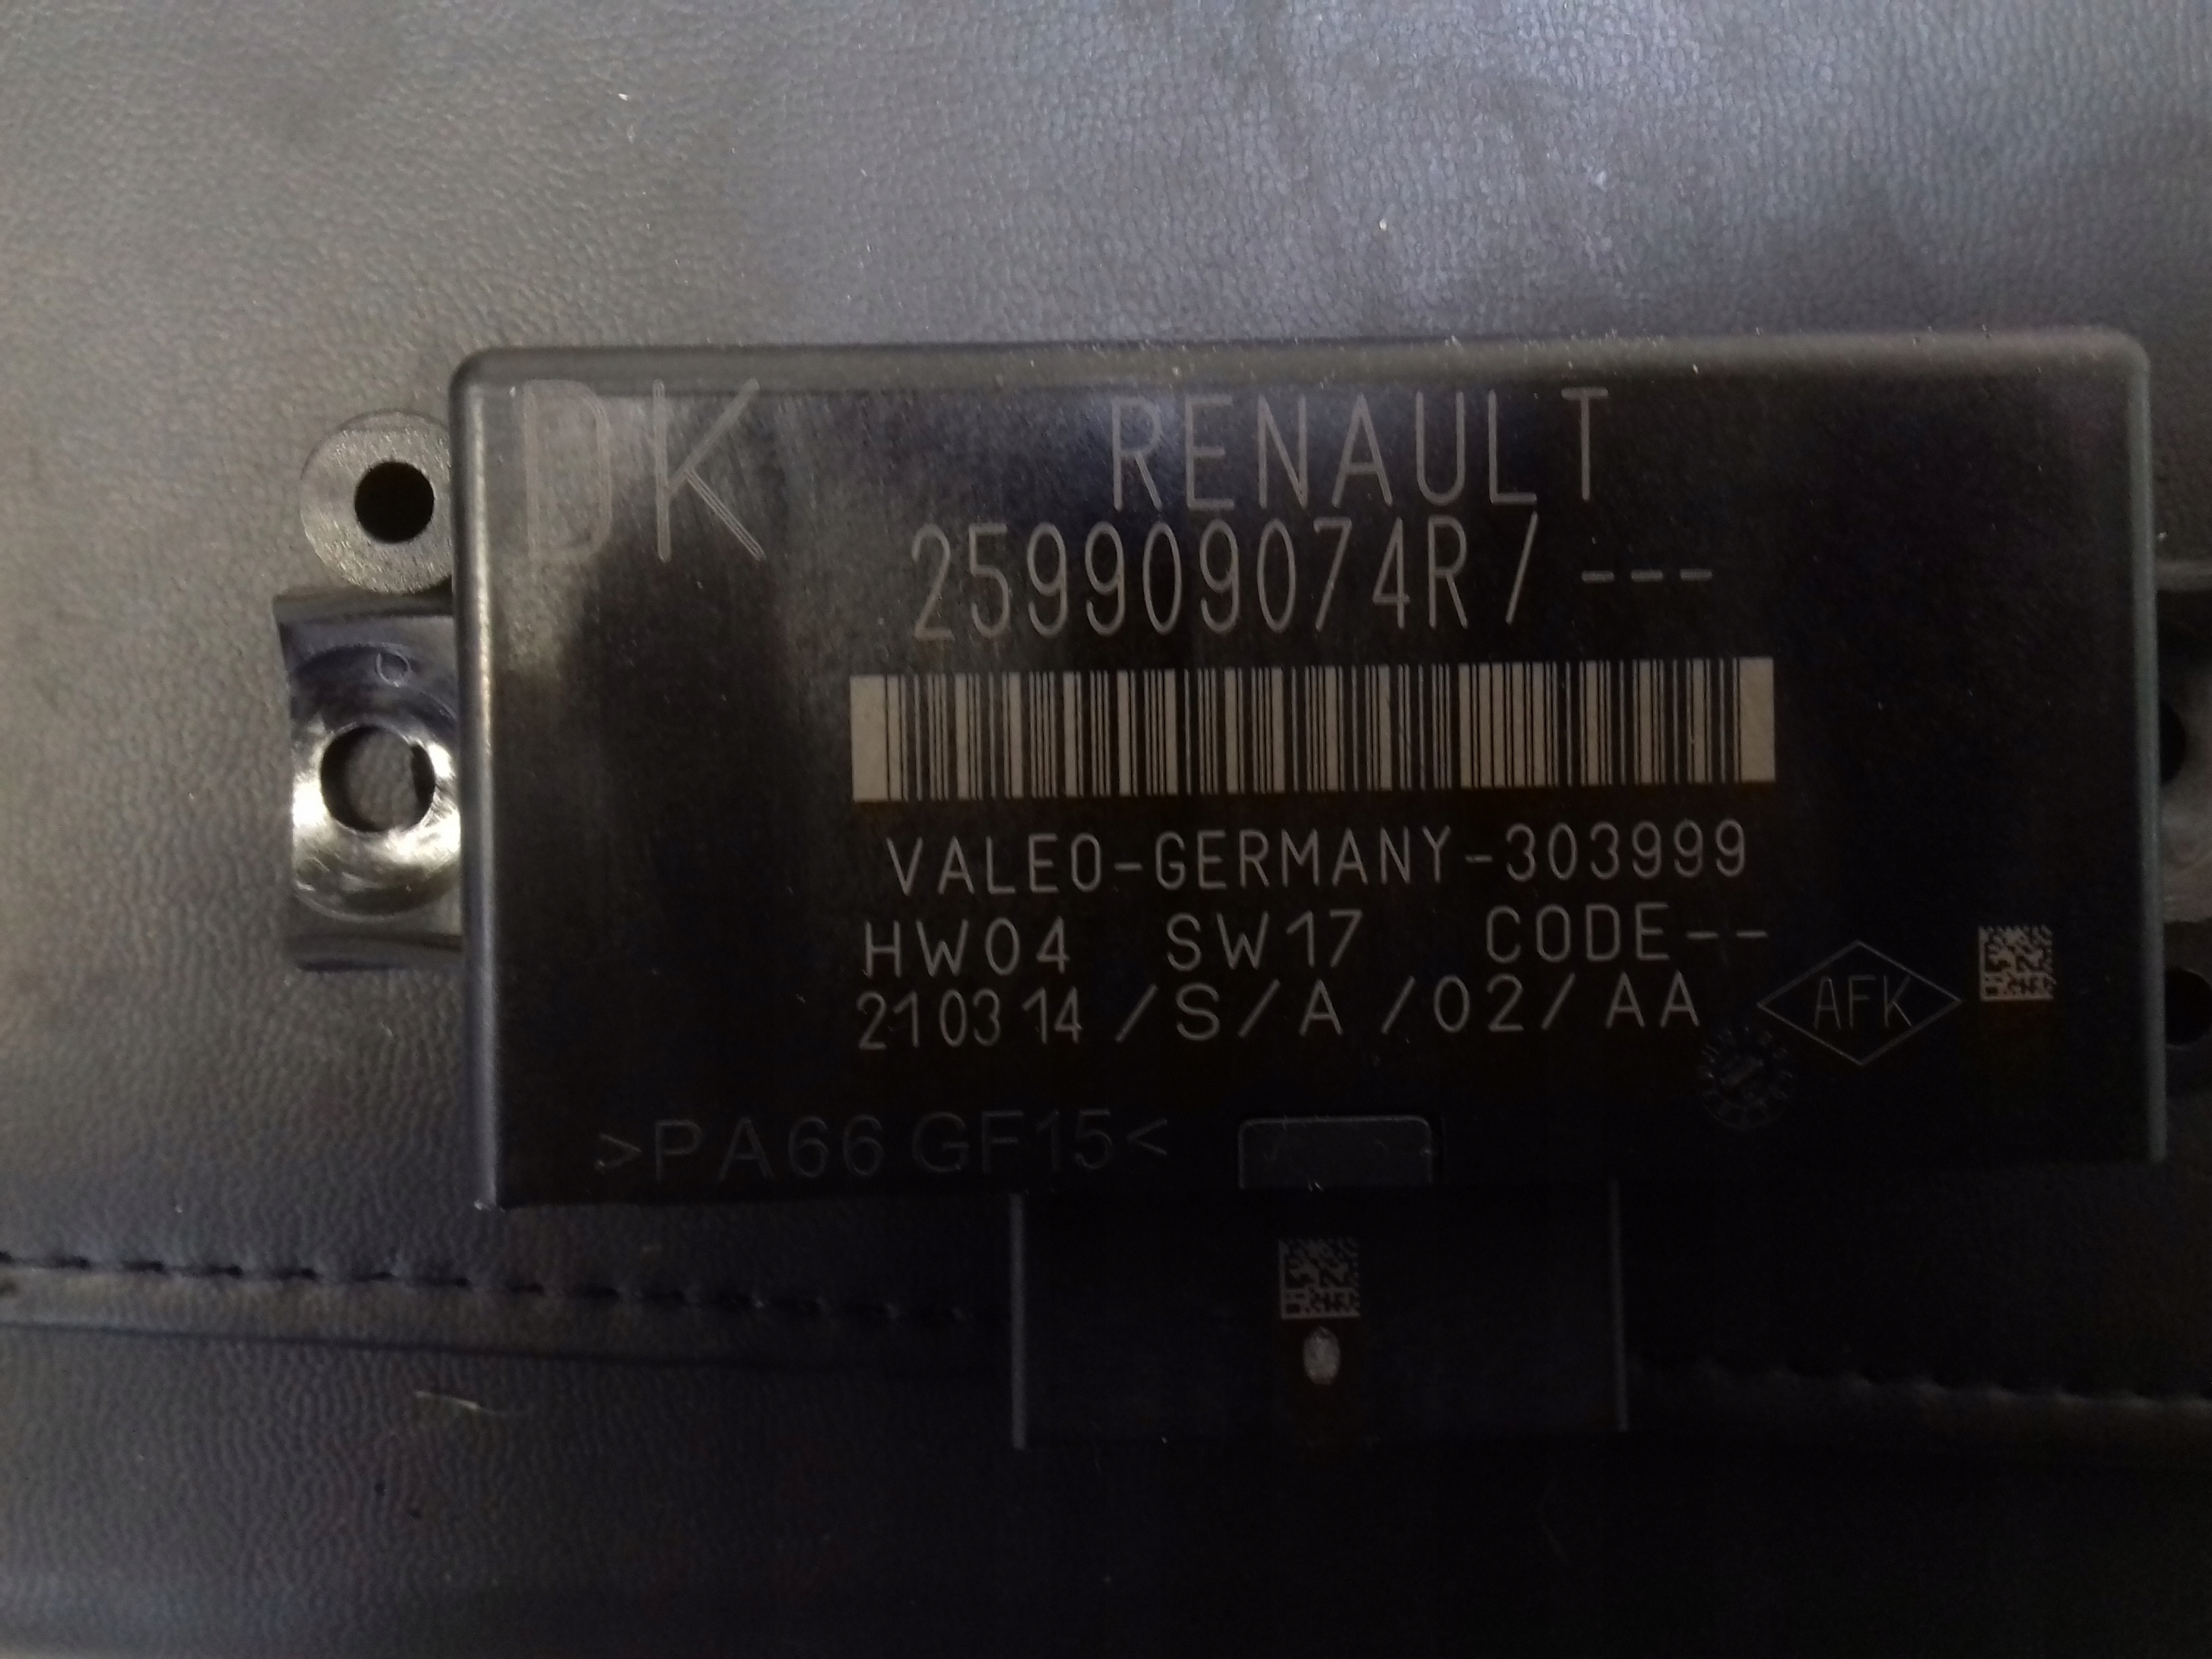 DK RENAULT
259909074R / ---
VALEO-GERMANY-303999
HW04 SW17 CODE--
210314 /S/A /02/AA
AFK
>PA66 GF15<